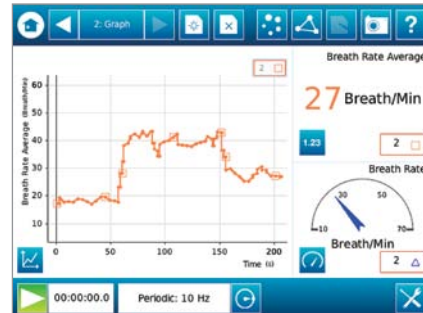 2: Graph
?
Breath Rate Average
27 Breath/Min
1.23
2
Breath Rate
30 50
10 70
Breath/Min
2
2
Breath Rate Average (Breath/Min)
60
50
40
30
20
10
0 50 100 150 200
Time (s)
00:00:00.0
Periodic: 10 Hz